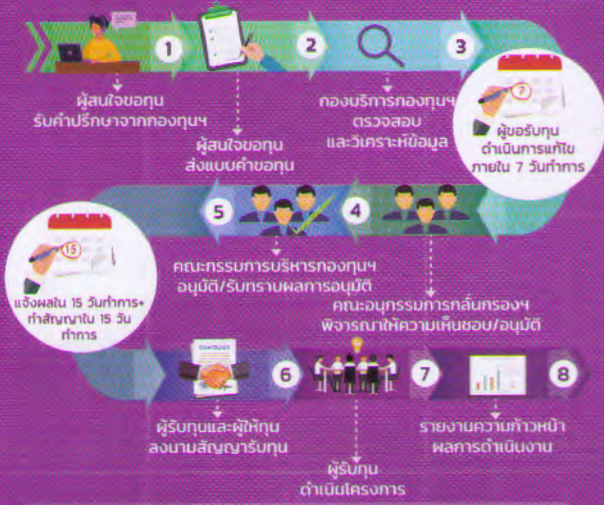 1
2
3
ผู้สนใจขอทุน
รับคำปรึกษาจากกองทุนฯ
ผู้สนใจขอทุน
ส่งแบบคำขอทุน
กองบริการกองทุนฯ
ตรวจสอบ
และวิเคราะห์ข้อมูล
7
ผู้ขอรับทุน
ดำเนินการแก้ไข
ภายใน 7 วันทำการ
5
4
คณะกรรมการบริหารกองทุนฯ
อนุมัติ/รับทราบผลการอนุมัติ
คณะอนุกรรมการกลั่นกรองฯ
พิจารณาให้ความเห็นชอบ/อนุมัติ
15
แจ้งผลใน 15 วันทำการ+
ทำสัญญาใน 15 วัน
ทำการ
CONTRACT
6
7
8
ผู้รับทุนและผู้ให้ทุน
ลงนามสัญญารับทุน
ผู้รับทุน
ดำเนินโครงการ
รายงานความก้าวหน้า
ผลการดำเนินงาน